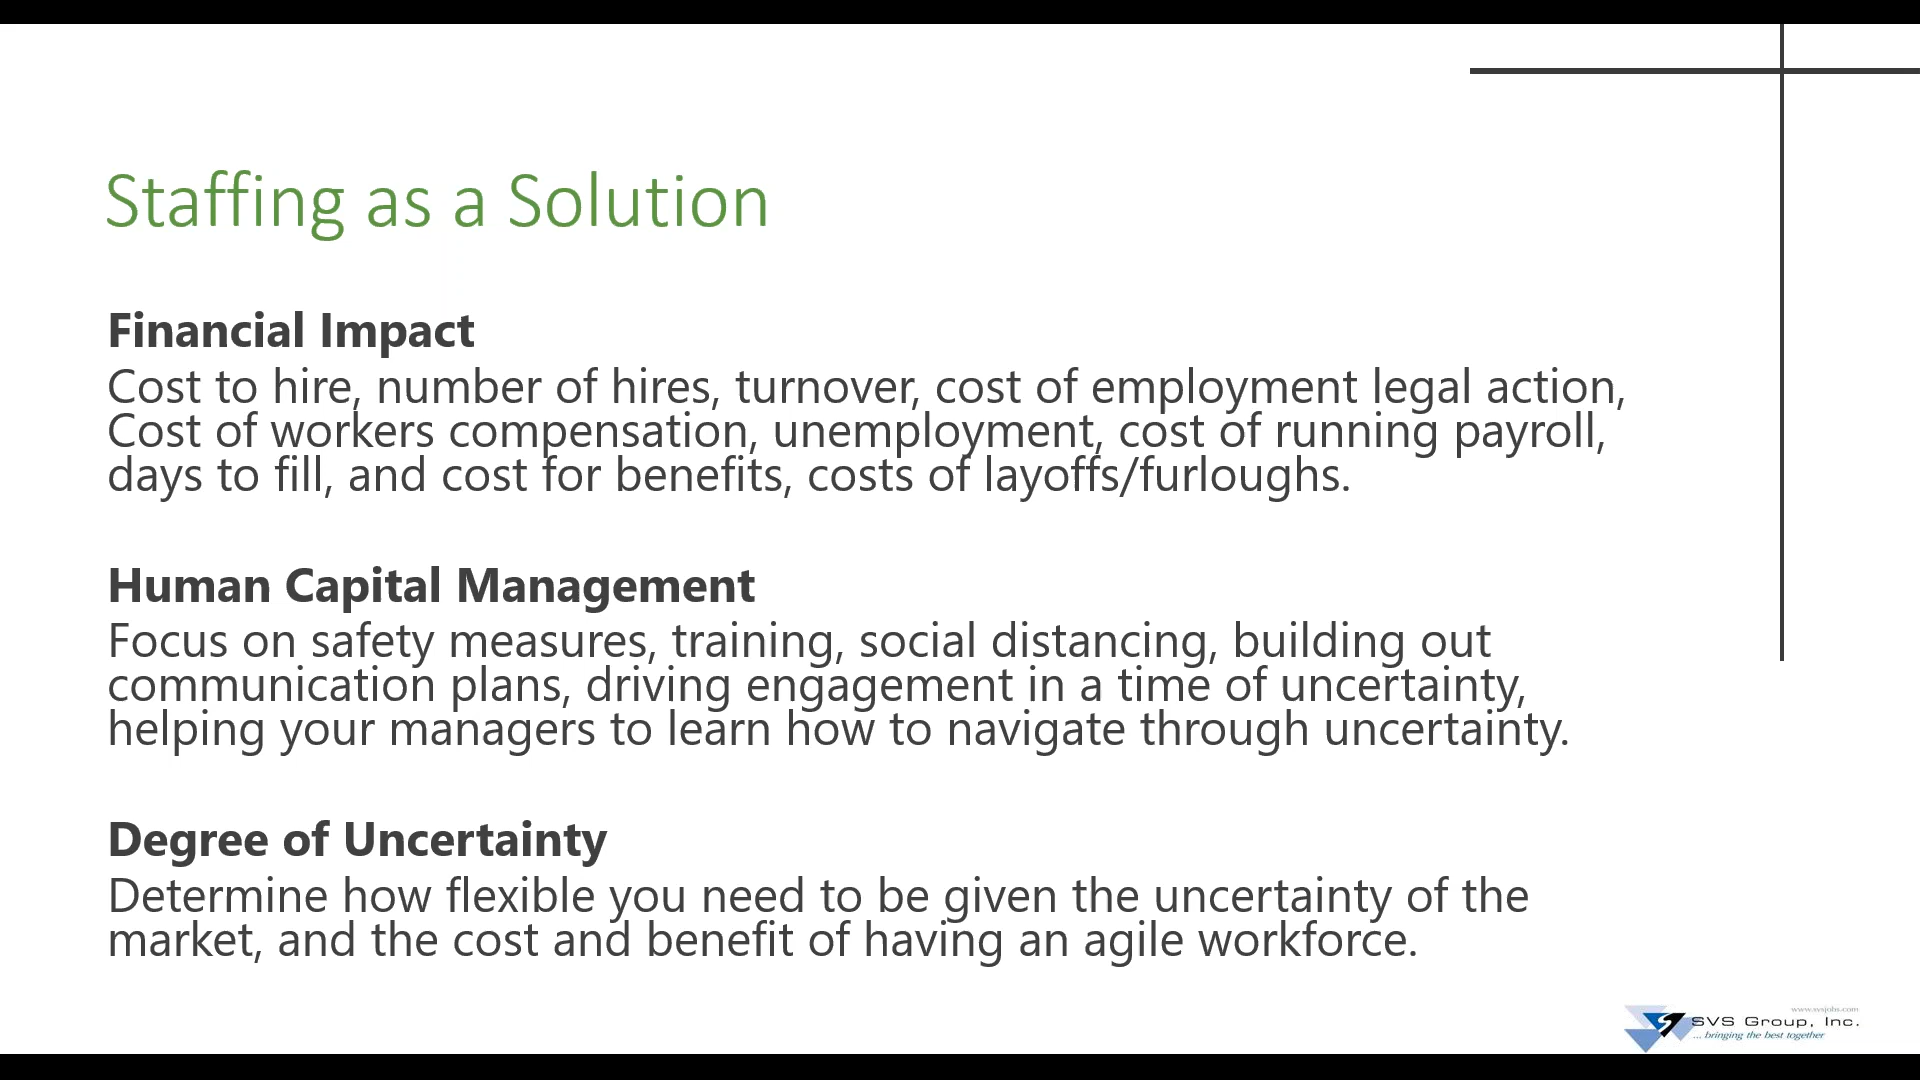 Staffing as a Solution
Financial Impact
Cost to hire, number of hires, turnover, cost of employment legal action,
Cost of workers compensation, unemployment, cost of running payroll,
days to fill, and cost for benefits, costs of layoffs/furloughs.
Human Capital Management
Focus on safety measures, training, social distancing, building out
communication plans, driving engagement in a time of uncertainty,
helping your managers to learn how to navigate through uncertainty.
Degree of Uncertainty
Determine how flexible you need to be given the uncertainty of the
market, and the cost and benefit of having an agile workforce.
www.svsjobs.com
SVS Group, Inc.
... bringing the best together